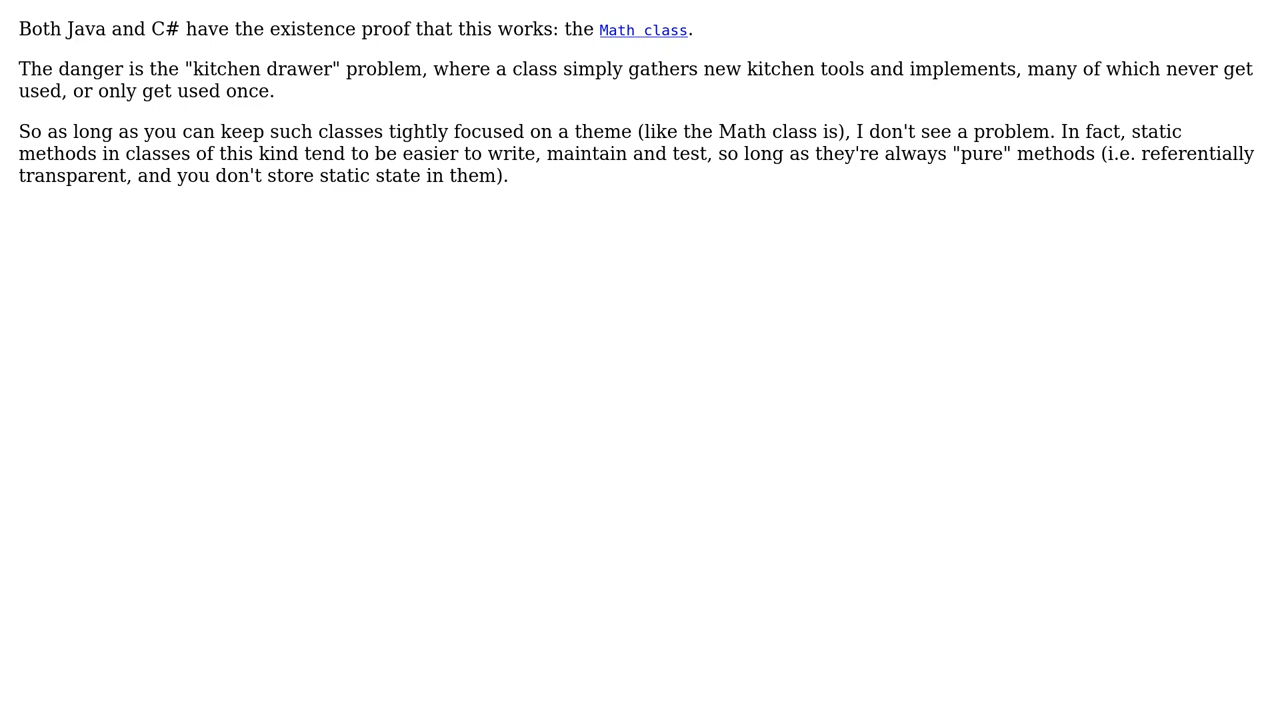 Both Java and C# have the existence proof that this works: the Math class.
The danger is the "kitchen drawer" problem, where a class simply gathers new kitchen tools and implements, many of which never get
used, or only get used once.
So as long as you can keep such classes tightly focused on a theme (like the Math class is), I don't see a problem. In fact, static
methods in classes of this kind tend to be easier to write, maintain and test, so long as they're always "pure" methods (i.e. referentially
transparent, and you don't store static state in them).